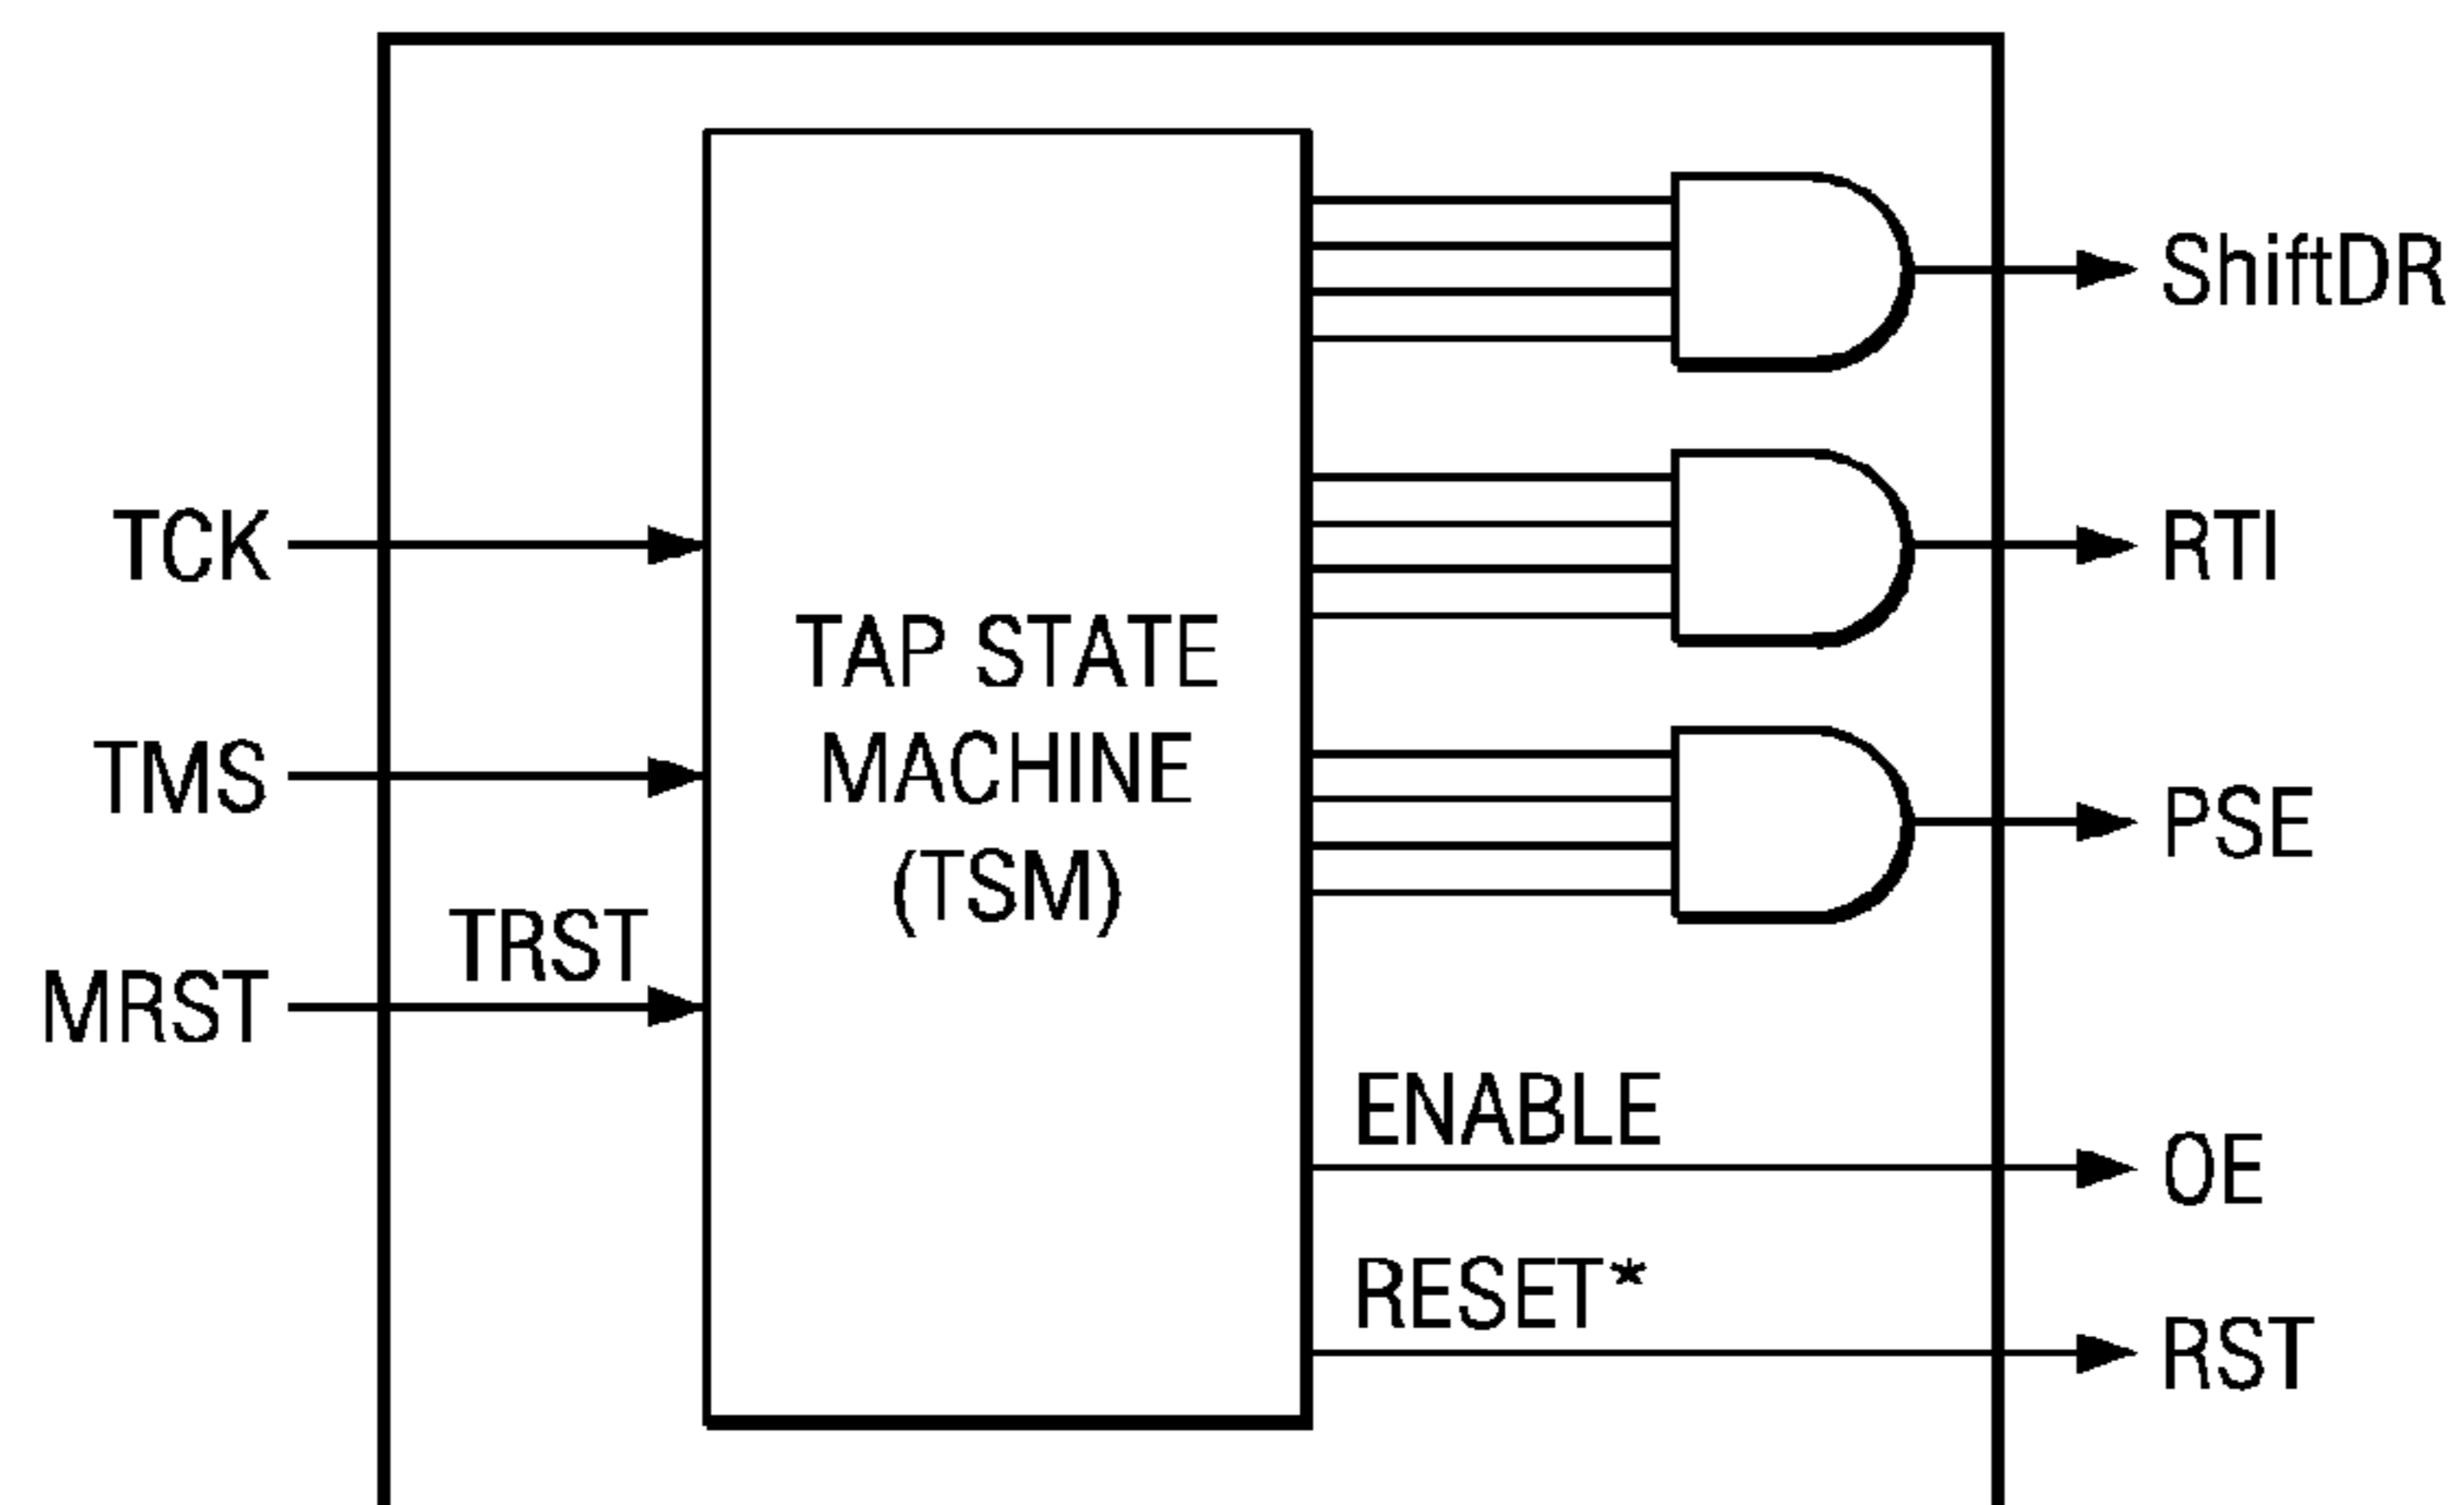 ShiftDR
TCK
RTI
TAP STATE
MACHINE
(TSM)
TMS
PSE
TRST
MRST
ENABLE
OE
RESET*
RST